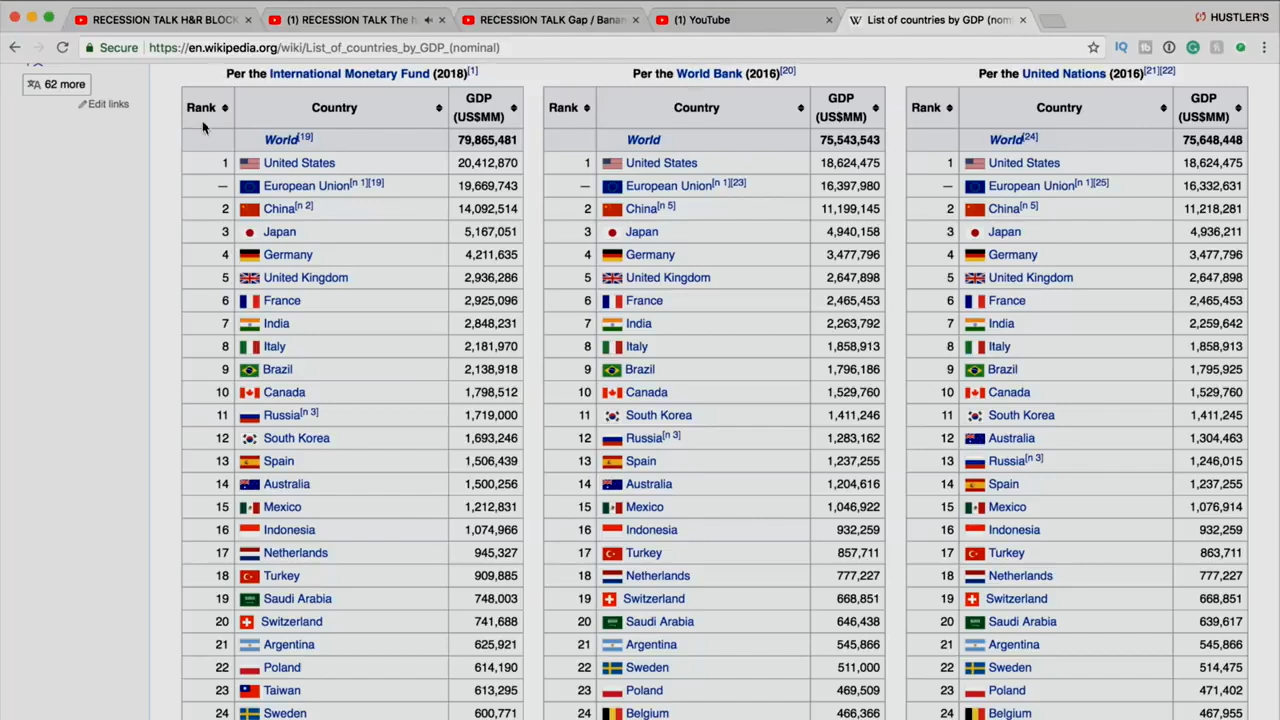 RECESSION TALK H&R BLOCK
(1) RECESSION TALK The h
RECESSION TALK Gap / Banan
(1) YouTube
List of countries by GDP (nom
HUSTLER'S
Secure https://en.wikipedia.org/wiki/List_of_countries_by_GDP_(nominal)
62 more
Edit links
Per the International Monetary Fund (2018)[1]
Rank Country GDP (US$MM)
World[19] 79,865,481
1 United States 20,412,870
— European Union[n 1][19] 19,669,743
2 China[n 2] 14,092,514
3 Japan 5,167,051
4 Germany 4,211,635
5 United Kingdom 2,936,286
6 France 2,925,096
7 India 2,848,231
8 Italy 2,181,970
9 Brazil 2,138,918
10 Canada 1,798,512
11 Russia[n 3] 1,719,000
12 South Korea 1,693,246
13 Spain 1,506,439
14 Australia 1,500,256
15 Mexico 1,212,831
16 Indonesia 1,074,966
17 Netherlands 945,327
18 Turkey 909,885
19 Saudi Arabia 748,003
20 Switzerland 741,688
21 Argentina 625,921
22 Poland 614,190
23 Taiwan 613,295
24 Sweden 600,771
Per the World Bank (2016)[20]
Rank Country GDP (US$MM)
World 75,543,543
1 United States 18,624,475
— European Union[n 1][23] 16,397,980
2 China[n 5] 11,199,145
3 Japan 4,940,158
4 Germany 3,477,796
5 United Kingdom 2,647,898
6 France 2,465,453
7 India 2,263,792
8 Italy 1,858,913
9 Brazil 1,796,186
10 Canada 1,529,760
11 South Korea 1,411,246
12 Russia[n 3] 1,283,162
13 Spain 1,237,255
14 Australia 1,204,616
15 Mexico 1,046,922
16 Indonesia 932,259
17 Turkey 857,711
18 Netherlands 777,227
19 Switzerland 668,851
20 Saudi Arabia 646,438
21 Argentina 545,866
22 Sweden 511,000
23 Poland 469,509
24 Belgium 466,366
Per the United Nations (2016)[21][22]
Rank Country GDP (US$MM)
World[24] 75,648,448
1 United States 18,624,475
— European Union[n 1][25] 16,332,631
2 China[n 5] 11,218,281
3 Japan 4,936,211
4 Germany 3,477,796
5 United Kingdom 2,647,898
6 France 2,465,453
7 India 2,259,642
8 Italy 1,858,913
9 Brazil 1,795,925
10 Canada 1,529,760
11 South Korea 1,411,245
12 Australia 1,304,463
13 Russia[n 3] 1,246,015
14 Spain 1,237,255
15 Mexico 1,076,914
16 Indonesia 932,259
17 Turkey 863,711
18 Netherlands 777,227
19 Switzerland 668,851
20 Saudi Arabia 639,617
21 Argentina 545,866
22 Sweden 514,475
23 Poland 471,402
24 Belgium 467,955